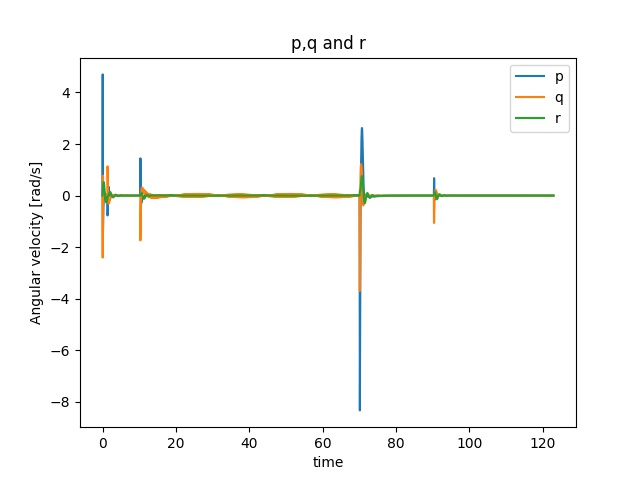 p,q and r
p
q
r
Angular velocity [rad/s]
4
2
0
−2
−4
−6
−8
0 20 40 60 80 100 120
time